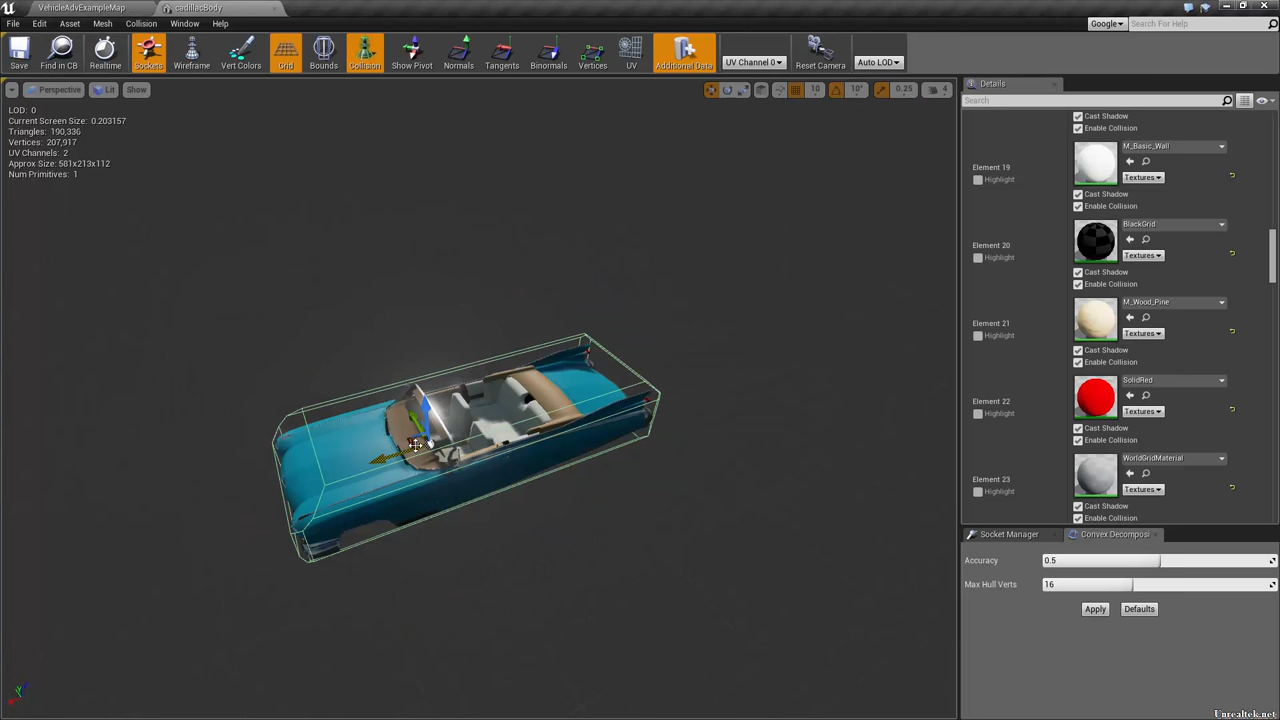 VehicleAdvExampleMap
cadillacBody
File Edit Asset Mesh Collision Window Help
Google
Search For Help
Save Find in CB Realtime Sockets Wireframe Vert Colors Grid Bounds Collision Show Pivot Normals Tangents Binormals Vertices UV Additional Data UV Channel 0 Reset Camera Auto LOD
Perspective Lit Show
10 10° 0.25 4
LOD: 0
Current Screen Size: 0.203157
Triangles: 190,336
Vertices: 207,917
UV Channels: 2
Approx Size: 581x213x112
Num Primitives: 1
Details
Search
Cast Shadow
Enable Collision
Element 19
Highlight
M_Basic_Wall
Textures
Cast Shadow
Enable Collision
Element 20
Highlight
BlackGrid
Textures
Cast Shadow
Enable Collision
Element 21
Highlight
M_Wood_Pine
Textures
Cast Shadow
Enable Collision
Element 22
Highlight
SolidRed
Textures
Cast Shadow
Enable Collision
Element 23
Highlight
WorldGridMaterial
Textures
Cast Shadow
Enable Collision
Socket Manager
Convex Decomposi
Accuracy 0.5
Max Hull Verts 16
Apply Defaults
Unrealtek.net